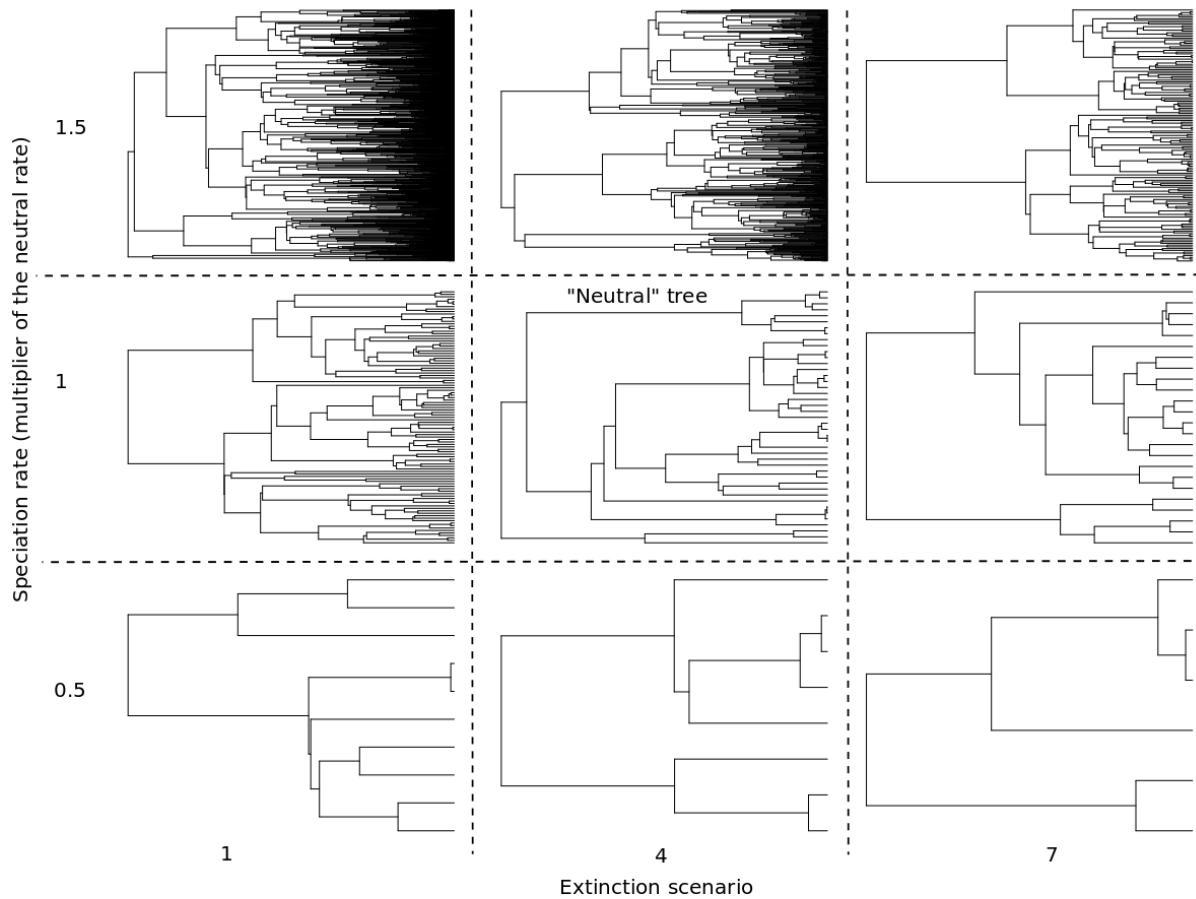 Speciation rate (multiplier of the neutral rate)
1.5
"Neutral" tree
1
0.5
1
4
7
Extinction scenario